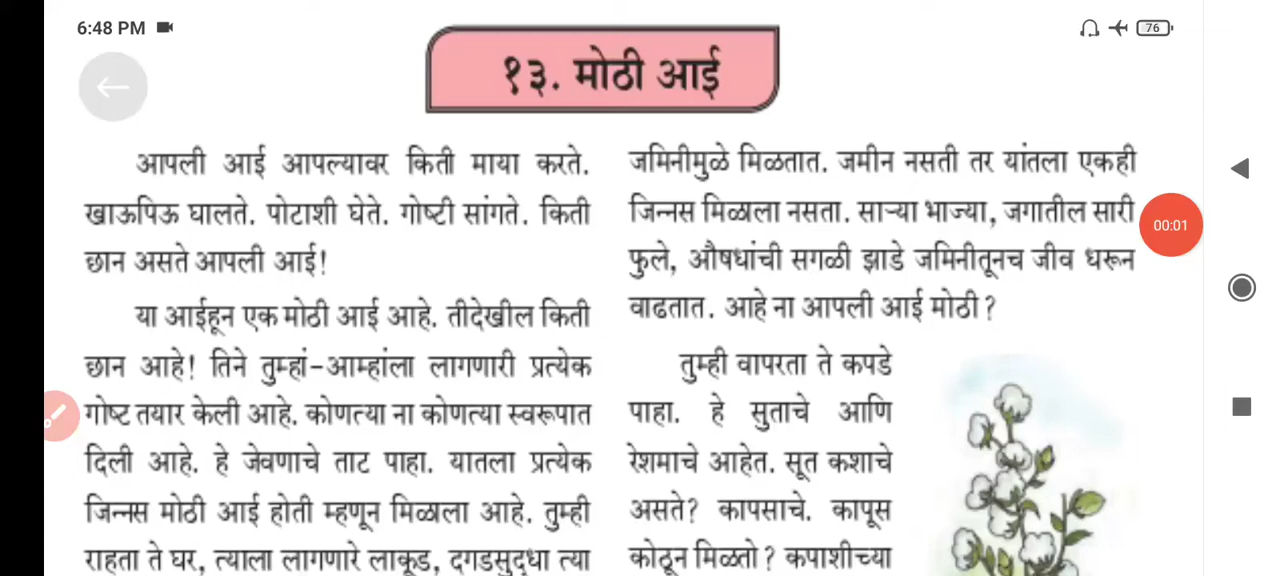 6:48 PM
76
१३. मोठी आई
आपली आई आपल्यावर किती माया करते.
खाऊपिऊ घालते. पोटाशी घेते. गोष्टी सांगते. किती
छान असते आपली आई!
या आईहून एक मोठी आई आहे. तीदेखील किती
छान आहे! तिने तुम्हां-आम्हांला लागणारी प्रत्येक
गोष्ट तयार केली आहे. कोणत्या ना कोणत्या स्वरूपात
दिली आहे. हे जेवणाचे ताट पाहा. यातला प्रत्येक
जिन्नस मोठी आई होती म्हणून मिळाला आहे. तुम्ही
राहता ते घर, त्याला लागणारे लाकूड, दगडसुद्धा त्या
जमिनीमुळे मिळतात. जमीन नसती तर यांतला एकही
जिन्नस मिळाला नसता. साऱ्या भाज्या, जगातील सारी
फुले, औषधांची सगळी झाडे जमिनीतूनच जीव धरून
वाढतात. आहे ना आपली आई मोठी?
तुम्ही वापरता ते कपडे
पाहा. हे सुताचे आणि
रेशमाचे आहेत. सूत कशाचे
असते? कापसाचे. कापूस
कोठून मिळतो? कपाशीच्या
00:01